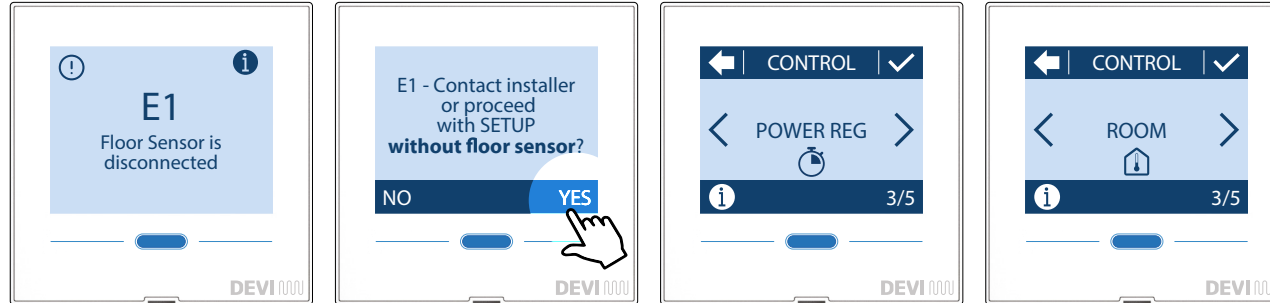 E1
Floor Sensor is
disconnected
DEVI
E1 - Contact installer
or proceed
with SETUP
without floor sensor?
NO YES
DEVI
CONTROL
POWER REG
3/5
DEVI
CONTROL
ROOM
3/5
DEVI